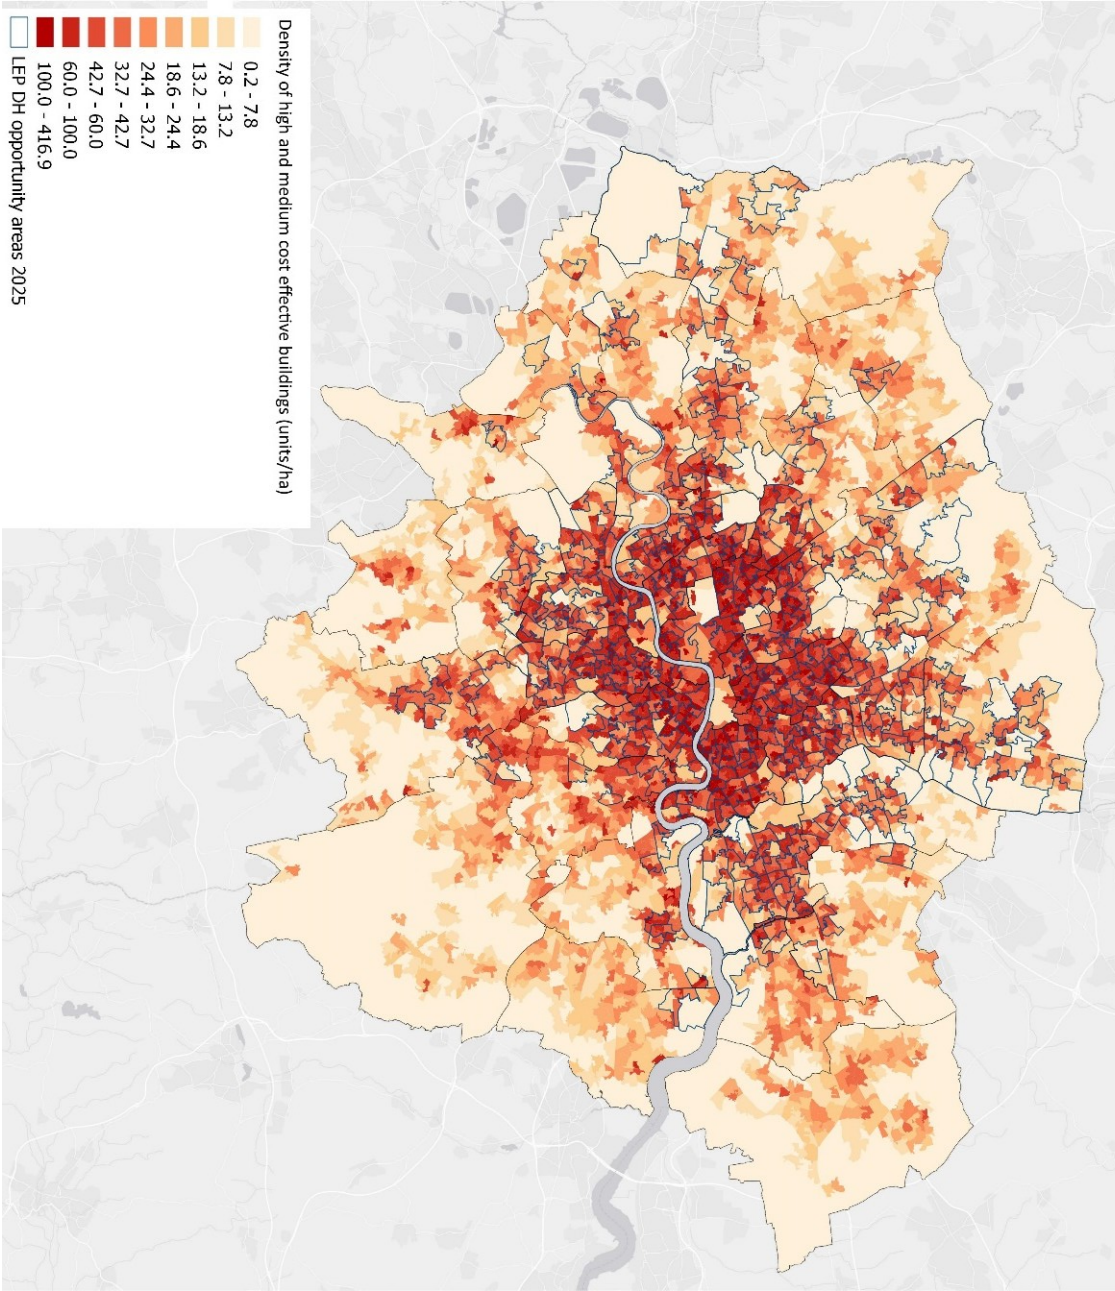 Density of high and medium cost effective buildings (units/ha)
0.2 - 7.8
7.8 - 13.2
13.2 - 18.6
18.6 - 24.4
24.4 - 32.7
32.7 - 42.7
42.7 - 60.0
60.0 - 100.0
100.0 - 416.9
LEP DH opportunity areas 2025